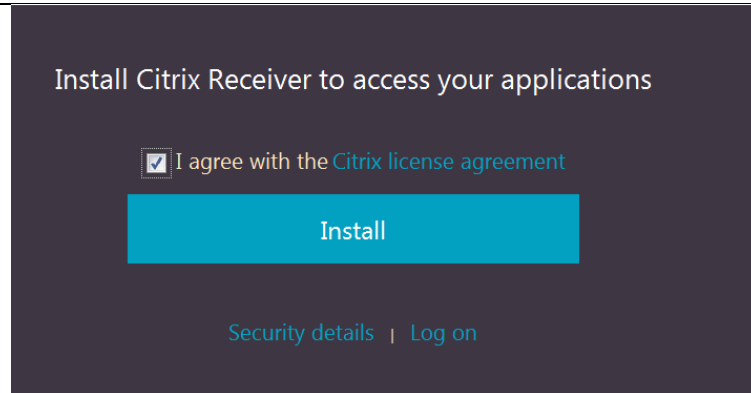 Install Citrix Receiver to access your applications
I agree with the Citrix license agreement
Install
Security details | Log on